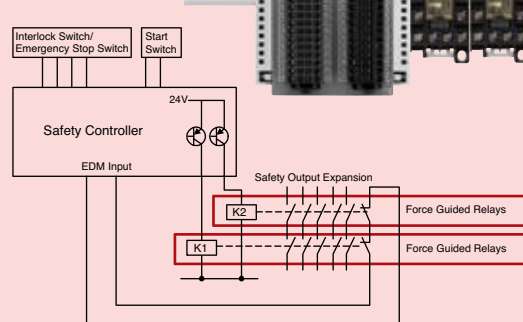 Interlock Switch/
Emergency Stop Switch
Start
Switch
24V
Safety Controller
EDM Input
Safety Output Expansion
K2
Force Guided Relays
K1
Force Guided Relays